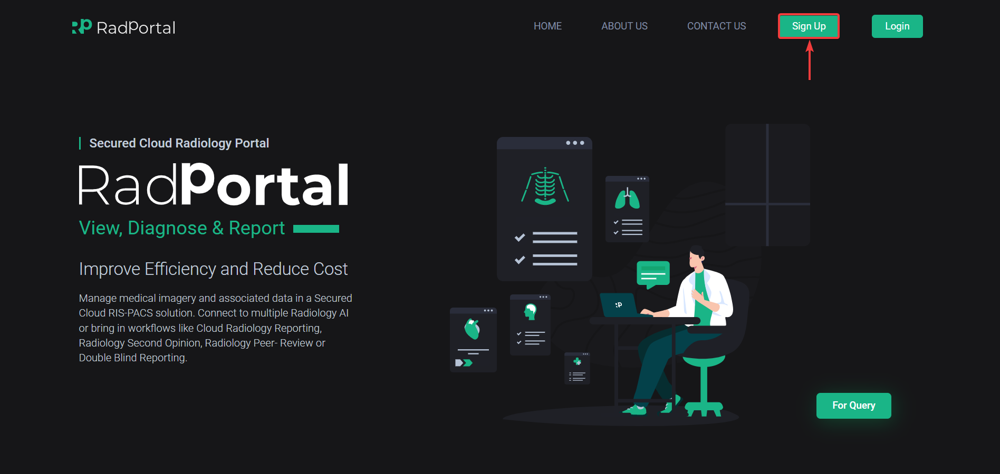 RadPortal
HOME
ABOUT US
CONTACT US
Sign Up
Login
Secured Cloud Radiology Portal
RadPortal
View, Diagnose & Report
Improve Efficiency and Reduce Cost
Manage medical imagery and associated data in a Secured
Cloud RIS-PACS solution. Connect to multiple Radiology AI
or bring in workflows like Cloud Radiology Reporting,
Radiology Second Opinion, Radiology Peer- Review or
Double Blind Reporting.
For Query